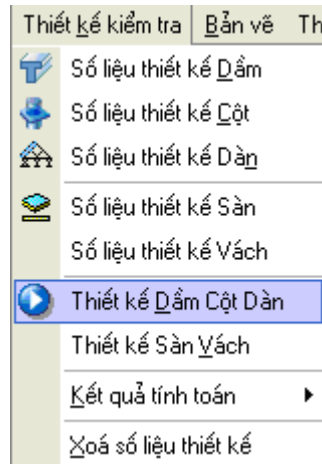 Thiết kế kiểm tra Bản vẽ Th
Số liệu thiết kế Dầm
Số liệu thiết kế Cột
Số liệu thiết kế Dàn
Số liệu thiết kế Sàn
Số liệu thiết kế Vách
Thiết kế Dầm Cột Dàn
Thiết kế Sàn Vách
Kết quả tính toán
Xoá số liệu thiết kế